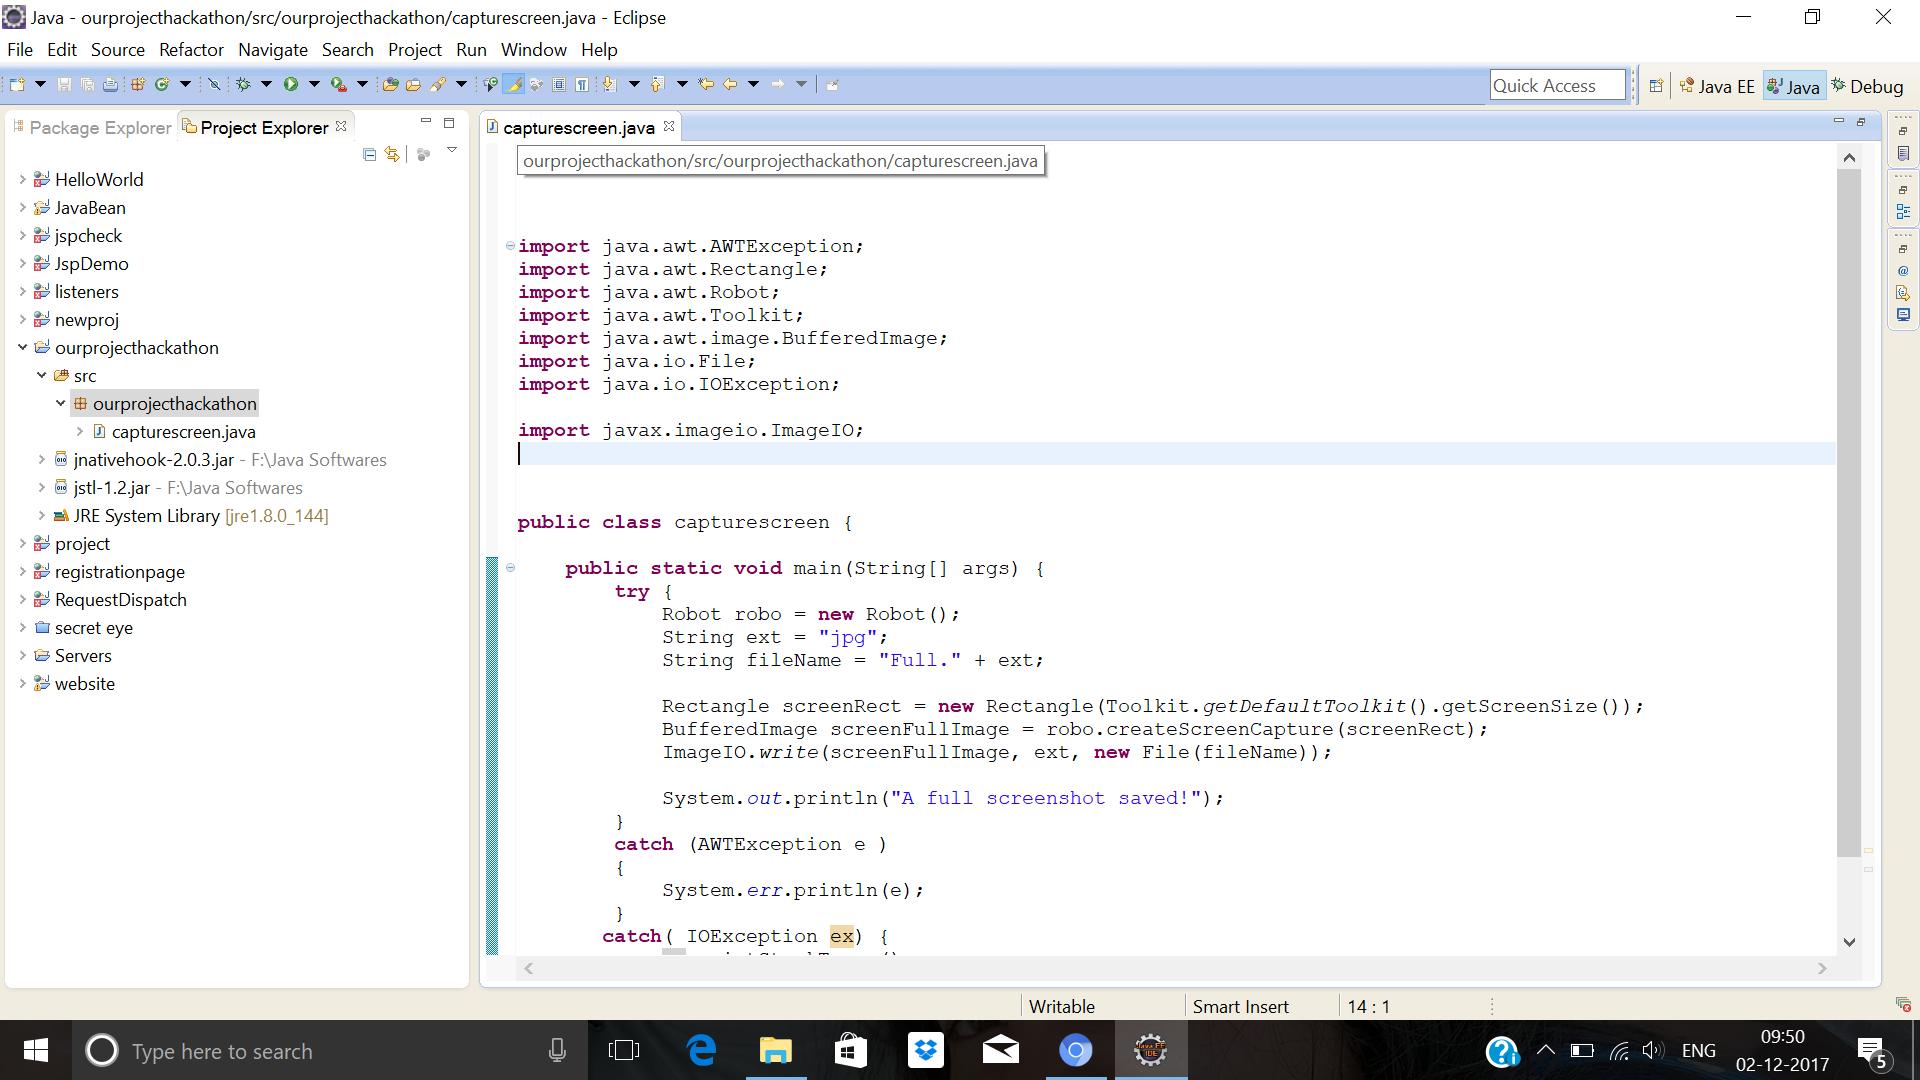 Java - ourprojecthackathon/src/ourprojecthackathon/capturescreen.java - Eclipse
File Edit Source Refactor Navigate Search Project Run Window Help
Quick Access Java EE Java Debug
Package Explorer Project Explorer
HelloWorld
JavaBean
jspcheck
JspDemo
listeners
newproj
ourprojecthackathon
src
ourprojecthackathon
capturescreen.java
jnativehook-2.0.3.jar - F:\Java Softwares
jstl-1.2.jar - F:\Java Softwares
JRE System Library [jre1.8.0_144]
project
registrationpage
RequestDispatch
secret eye
Servers
website
capturescreen.java
ourprojecthackathon/src/ourprojecthackathon/capturescreen.java
import java.awt.AWTException;
import java.awt.Rectangle;
import java.awt.Robot;
import java.awt.Toolkit;
import java.awt.image.BufferedImage;
import java.io.File;
import java.io.IOException;
import javax.imageio.ImageIO;
public class capturescreen {
public static void main(String[] args) {
try {
Robot robo = new Robot();
String ext = "jpg";
String fileName = "Full." + ext;
Rectangle screenRect = new Rectangle(Toolkit.getDefaultToolkit().getScreenSize());
BufferedImage screenFullImage = robo.createScreenCapture(screenRect);
ImageIO.write(screenFullImage, ext, new File(fileName));
System.out.println("A full screenshot saved!");
}
catch (AWTException e )
{
System.err.println(e);
}
catch( IOException ex) {
Writable Smart Insert 14 : 1
Type here to search
ENG
09:50
02-12-2017
5